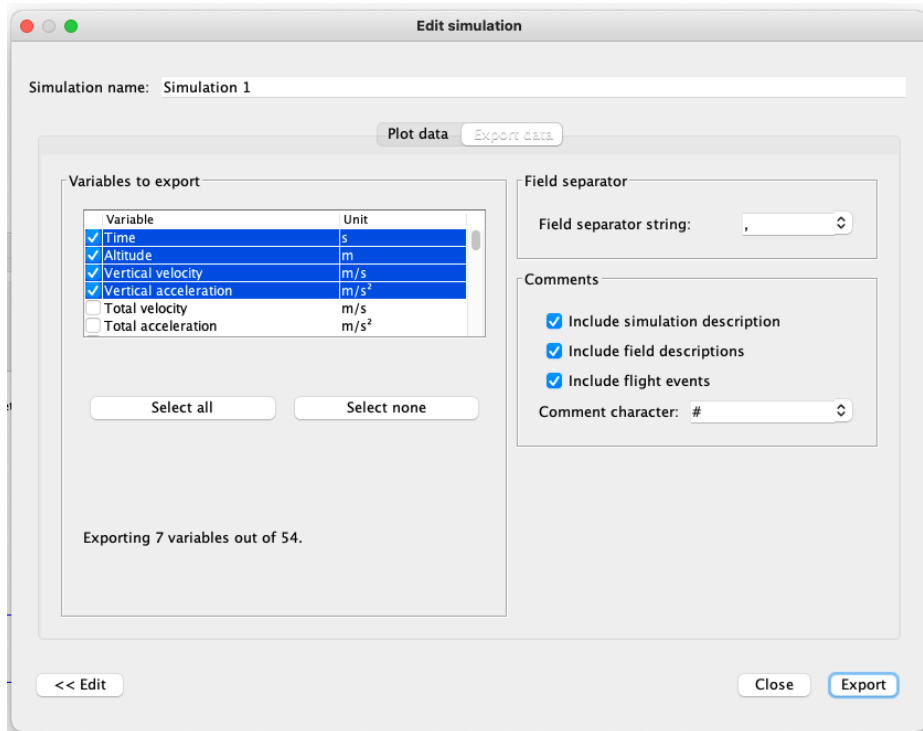 Edit simulation
Simulation name: Simulation 1
Plot data Export data
Variables to export
Variable Unit
Time s
Altitude m
Vertical velocity m/s
Vertical acceleration m/s²
Total velocity m/s
Total acceleration m/s²
Select all Select none
Exporting 7 variables out of 54.
Field separator
Field separator string: ,
Comments
Include simulation description
Include field descriptions
Include flight events
Comment character: #
<< Edit
Close Export